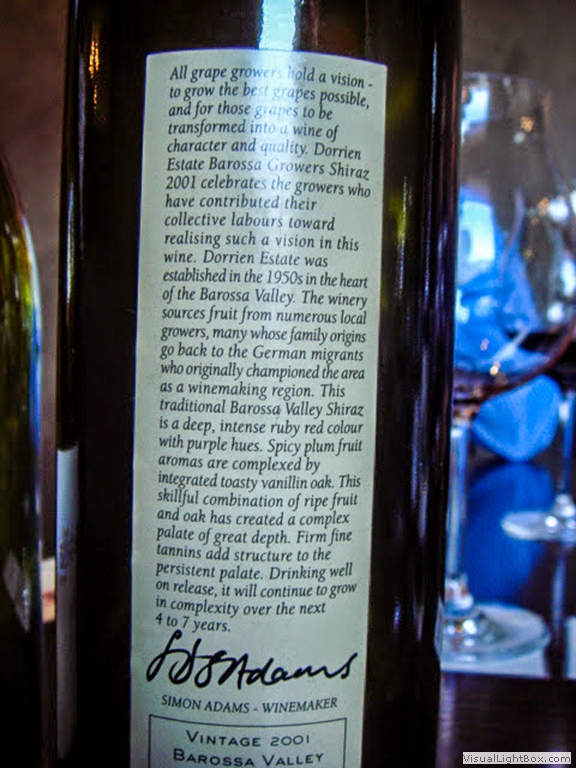 All grape growers hold a vision -
to grow the best grapes possible,
and for those grapes to be
transformed into a wine of
character and quality. Dorrien
Estate Barossa Growers Shiraz
2001 celebrates the growers who
have contributed their
collective labours toward
realising such a vision in this
wine. Dorrien Estate was
established in the 1950s in the heart
of the Barossa Valley. The winery
sources fruit from numerous local
growers, many whose family origins
go back to the German migrants
who originally championed the area
as a winemaking region. This
traditional Barossa Valley Shiraz
is a deep, intense ruby red colour
with purple hues. Spicy plum fruit
aromas are complexed by
integrated toasty vanillin oak. This
skillful combination of ripe fruit
and oak has created a complex
palate of great depth. Firm fine
tannins add structure to the
persistent palate. Drinking well
on release, it will continue to grow
in complexity over the next
4 to 7 years.
Adams
SIMON ADAMS - WINEMAKER
VINTAGE 2001
BAROSSA VALLEY
VisualLightBox.com